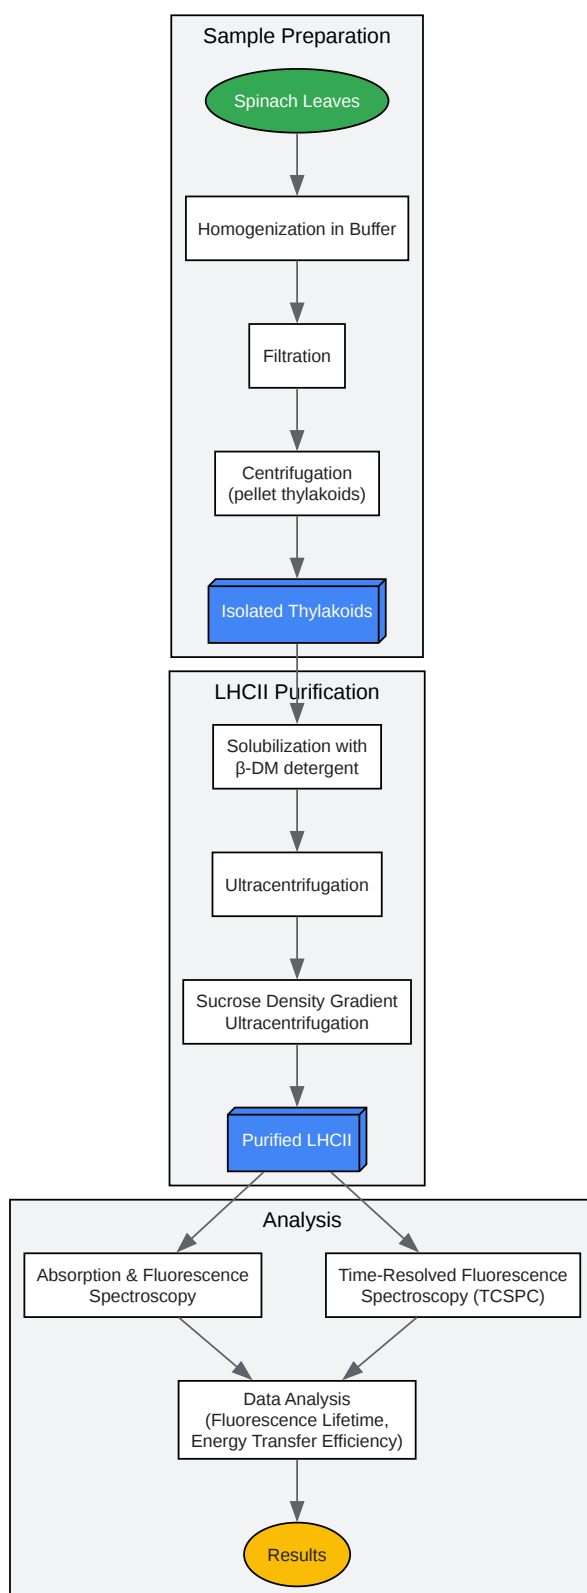 Sample Preparation
Spinach Leaves
Homogenization in Buffer
Filtration
Centrifugation
(pellet thylakoids)
Isolated Thylakoids
LHCII Purification
Solubilization with
β-DM detergent
Ultracentrifugation
Sucrose Density Gradient
Ultracentrifugation
Purified LHCII
Analysis
Absorption & Fluorescence
Spectroscopy
Time-Resolved Fluorescence
Spectroscopy (TCSPC)
Data Analysis
(Fluorescence Lifetime,
Energy Transfer Efficiency)
Results